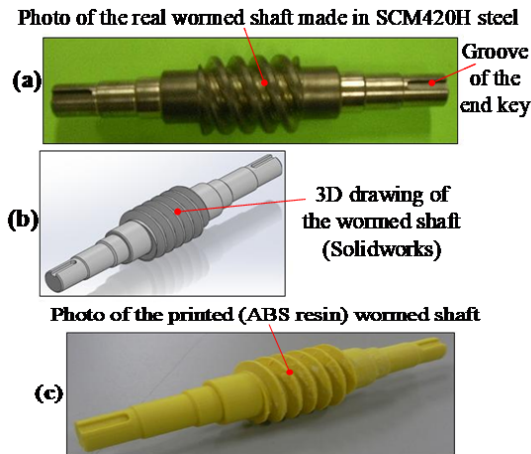 Photo of the real wormed shaft made in SCM420H steel
(a)
Groove
of the
end key
(b)
3D drawing of
the wormed shaft
(Solidworks)
Photo of the printed (ABS resin) wormed shaft
(c)